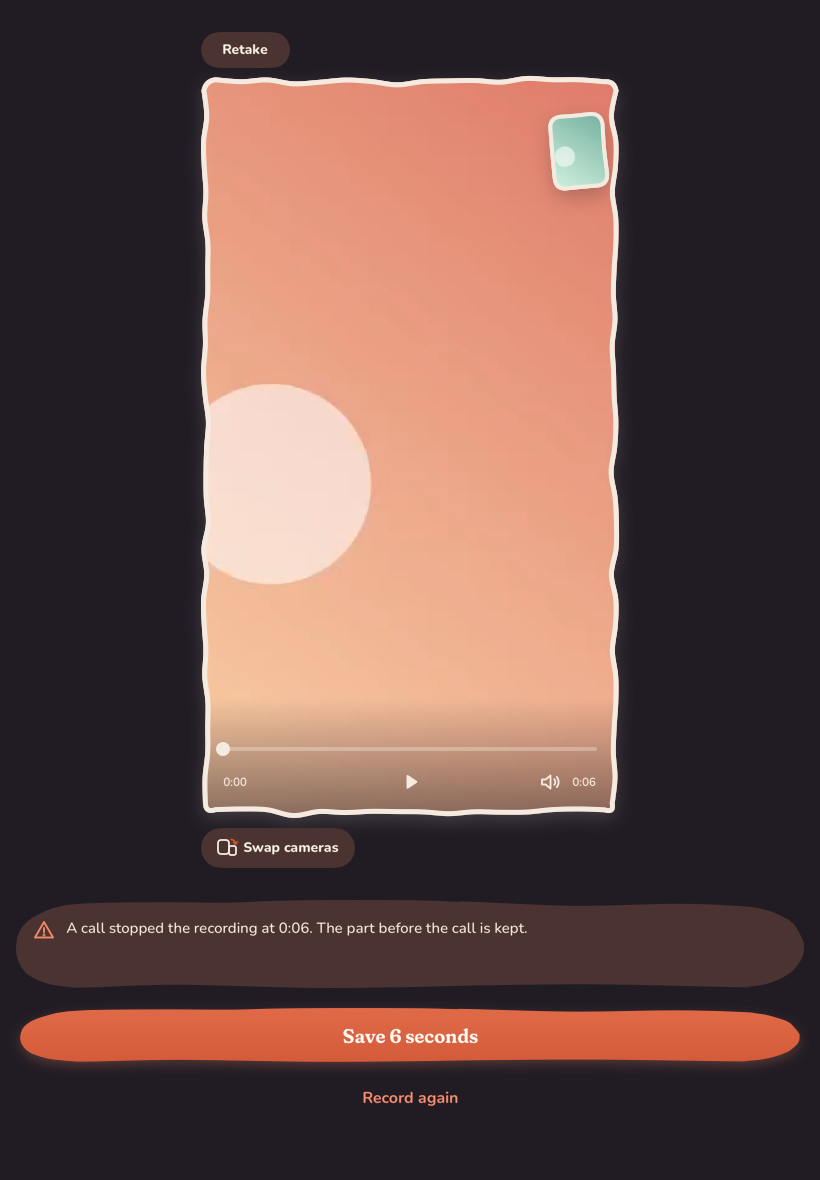 Retake
0:00
0:06
Swap cameras
A call stopped the recording at 0:06. The part before the call is kept.
Save 6 seconds
Record again